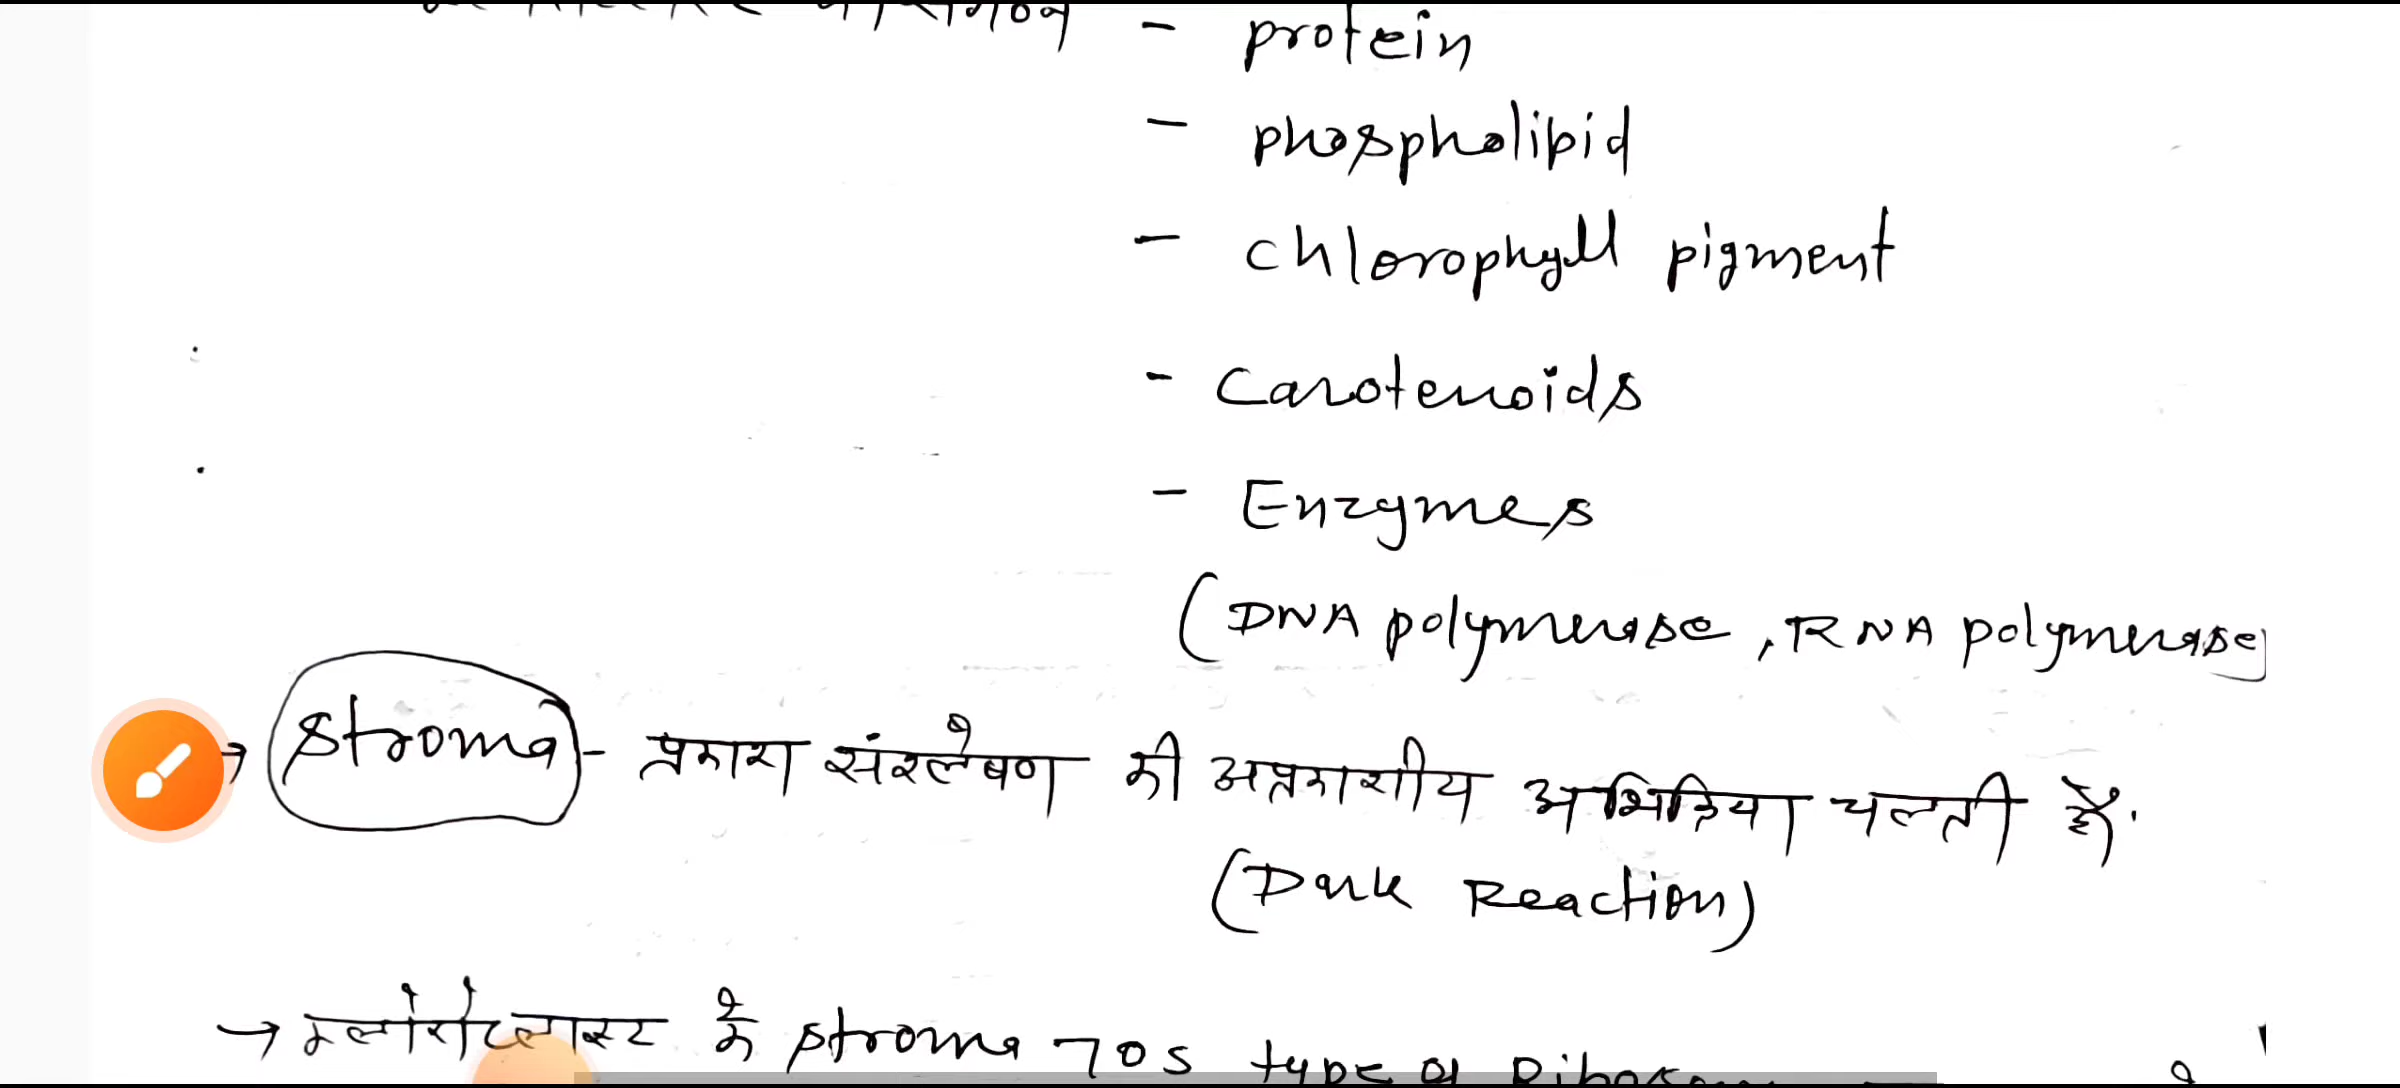 - protein
- phospholipid
- chlorophyll pigment
- Carotenoids
- Enzymes
(DNA polymerase, RNA polymerase)
→ Stroma - प्रकाश संश्लेषण की अप्रकाशीय अभिक्रिया चलती है.
(Dark Reaction)
→ क्लोरोप्लास्ट के stroma 70s type